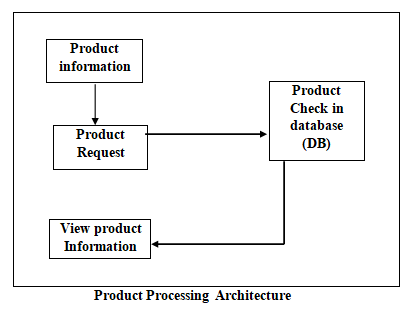 Product
information
Product
Request
Product
Check in
database
(DB)
View product
Information
Product Processing Architecture